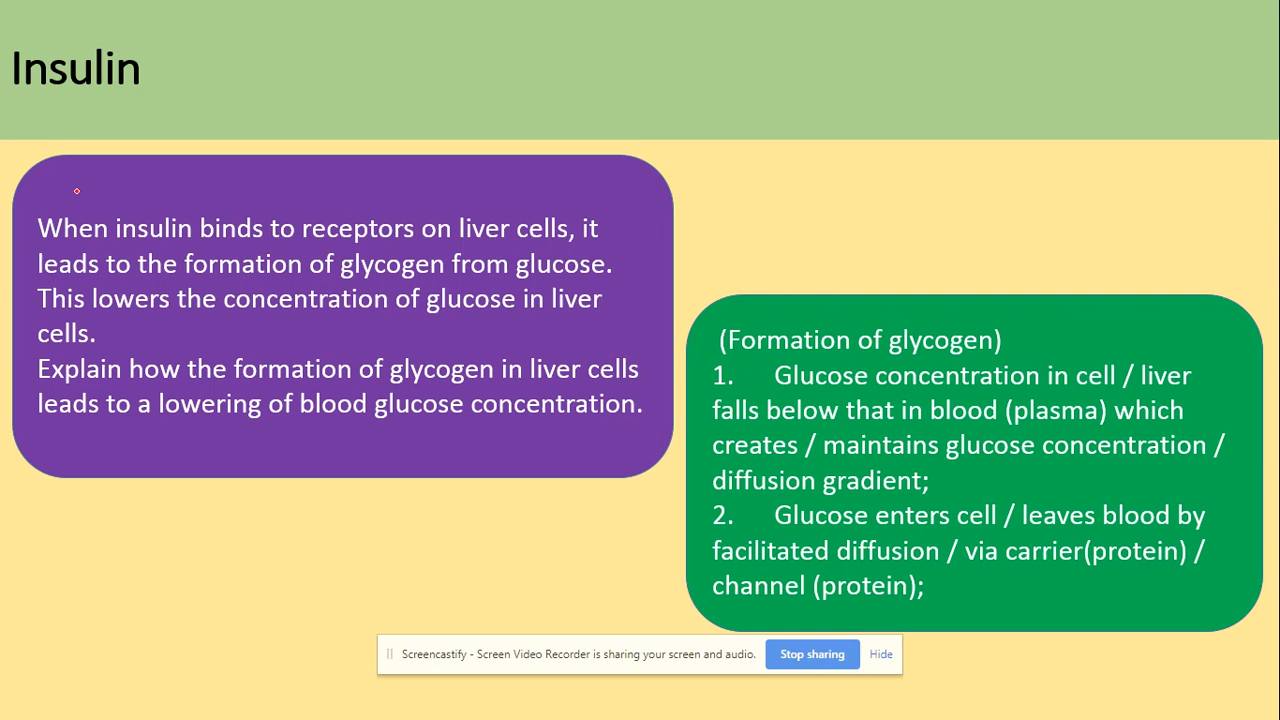 Insulin
When insulin binds to receptors on liver cells, it
leads to the formation of glycogen from glucose.
This lowers the concentration of glucose in liver
cells.
Explain how the formation of glycogen in liver cells
leads to a lowering of blood glucose concentration.
(Formation of glycogen)
1. Glucose concentration in cell / liver
falls below that in blood (plasma) which
creates / maintains glucose concentration /
diffusion gradient;
2. Glucose enters cell / leaves blood by
facilitated diffusion / via carrier(protein) /
channel (protein);
Screencastify - Screen Video Recorder is sharing your screen and audio. Stop sharing Hide